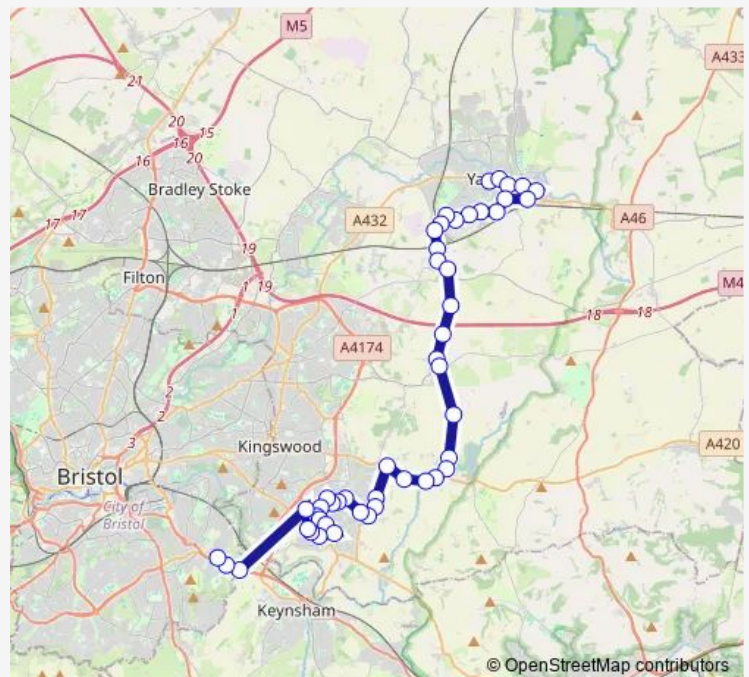 M5
A433
21
20
15
16
20
16
Bradley Stoke
17
17
Ya
A432
A46
19
Filton
M4
1
19
1
18
18
A4174
2
2
3
Kingswood
A420
Bristol
City of
Bristol
Keynsham
© OpenStreetMap contributors